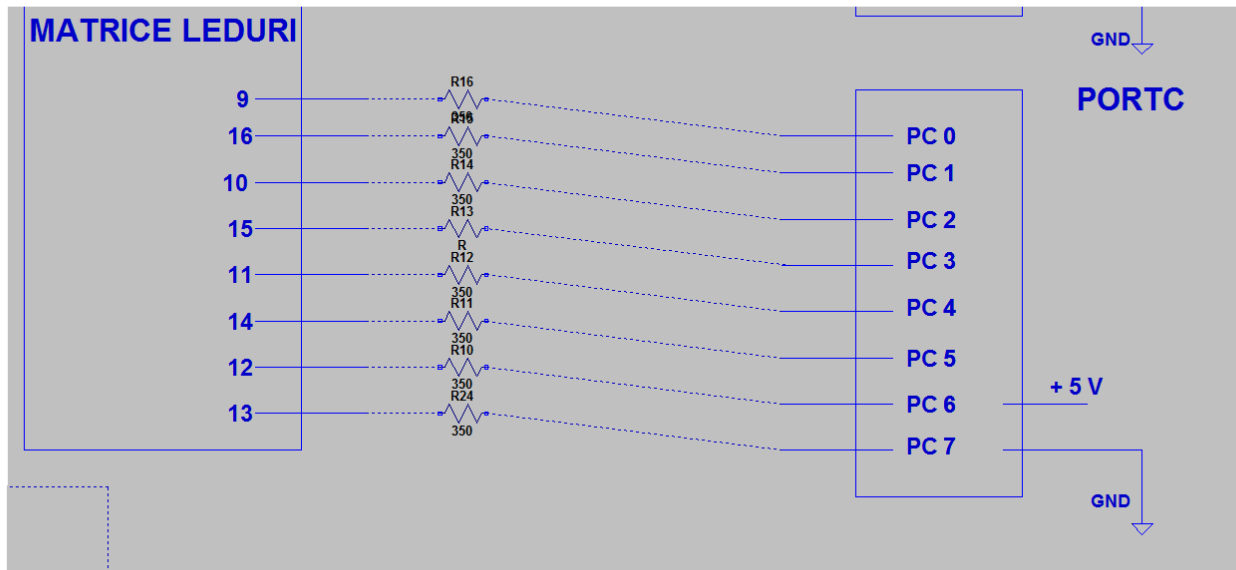 MATRICE LEDURI
GND
PORTC
R16
9
PC 0
R15
16
350
PC 1
R14
10
350
PC 2
R13
15
R
PC 3
R12
11
350
PC 4
R11
14
350
PC 5
R10
12
350
+ 5 V
PC 6
R24
13
350
PC 7
GND